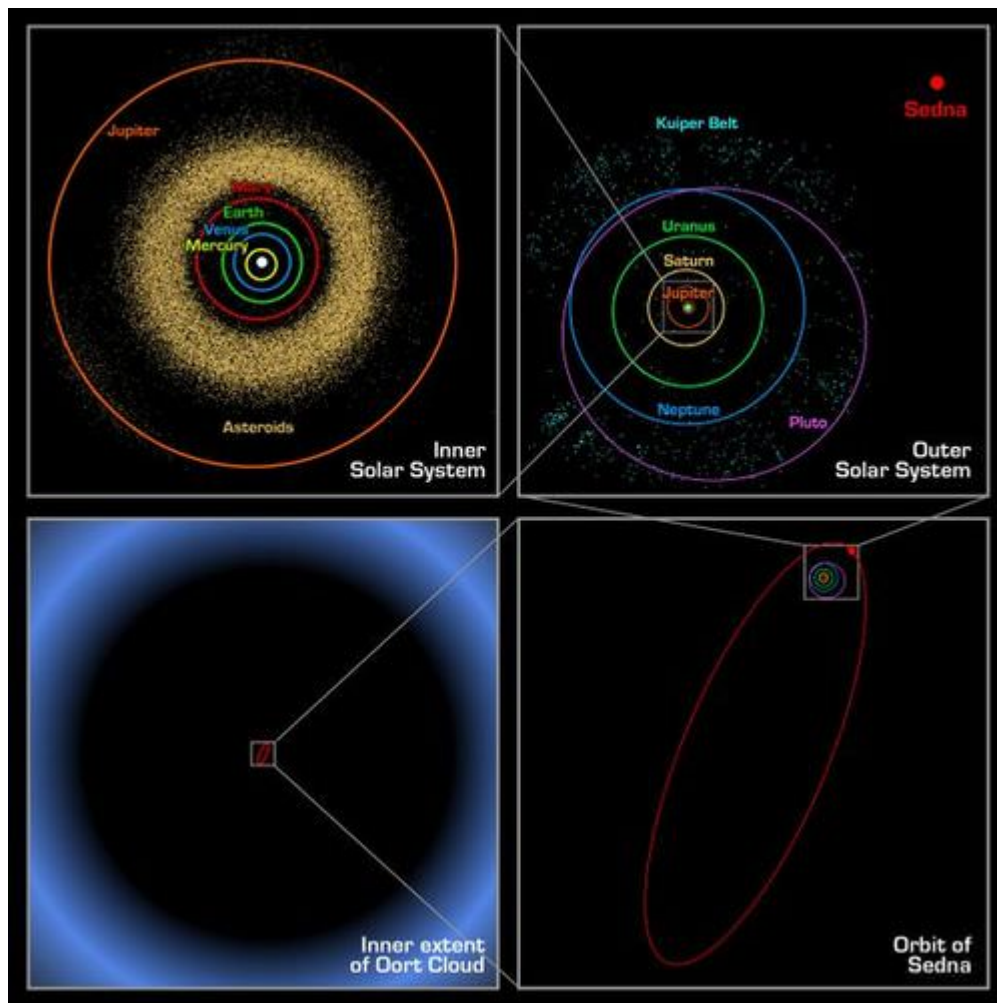 Jupiter
Mars
Earth
Venus
Mercury
Asteroids
Inner
Solar System
Sedna
Kuiper Belt
Uranus
Saturn
Jupiter
Neptune
Pluto
Outer
Solar System
Inner extent
of Oort Cloud
Orbit of
Sedna